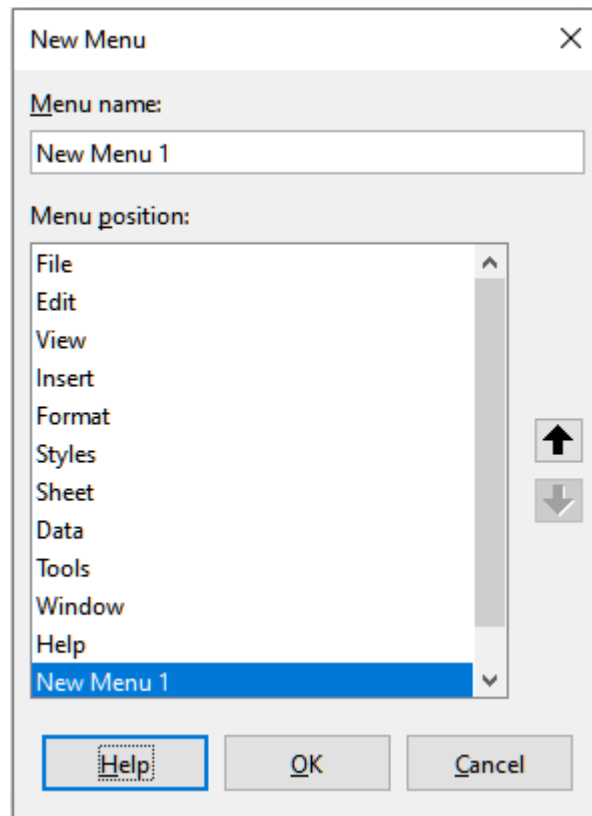 New Menu
Menu name:
New Menu 1
Menu position:
File
Edit
View
Insert
Format
Styles
Sheet
Data
Tools
Window
Help
New Menu 1
Help
OK
Cancel